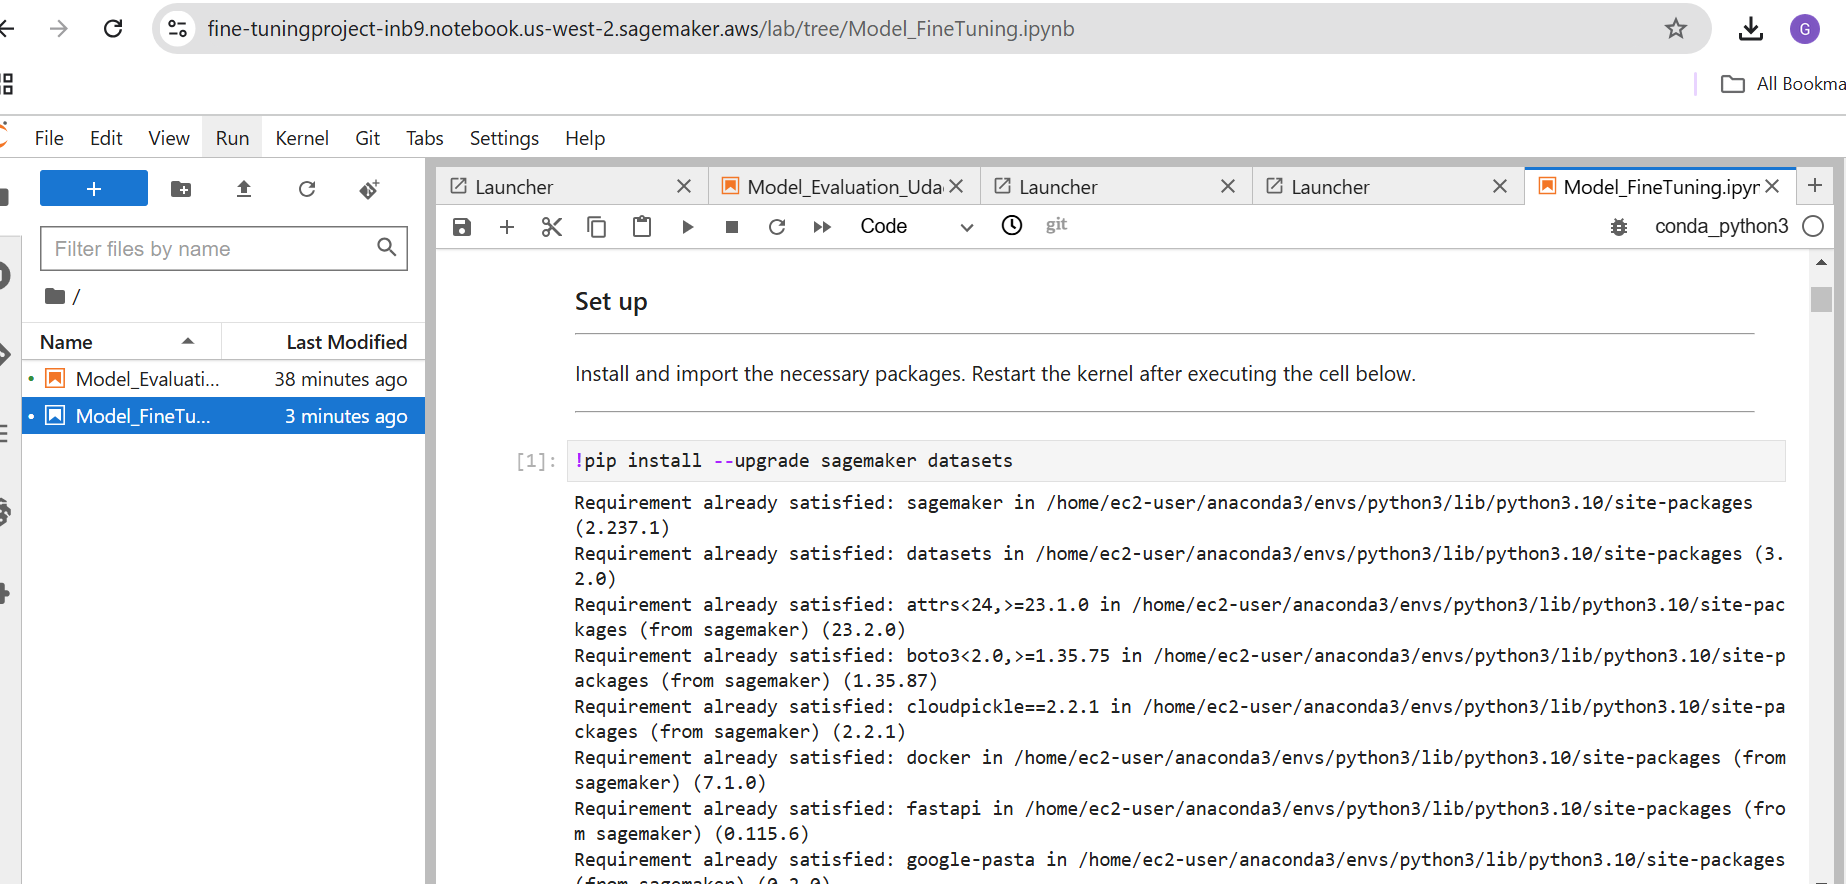 fine-tuningproject-inb9.notebook.us-west-2.sagemaker.aws/lab/tree/Model_FineTuning.ipynb
G
All Bookma
File Edit View Run Kernel Git Tabs Settings Help
Launcher Model_Evaluation_Uda Launcher Launcher Model_FineTuning.ipyn
Code git conda_python3
Filter files by name
/
Name Last Modified
Model_Evaluati... 38 minutes ago
Model_FineTu... 3 minutes ago
Set up
Install and import the necessary packages. Restart the kernel after executing the cell below.
[1]: !pip install --upgrade sagemaker datasets
Requirement already satisfied: sagemaker in /home/ec2-user/anaconda3/envs/python3/lib/python3.10/site-packages
(2.237.1)
Requirement already satisfied: datasets in /home/ec2-user/anaconda3/envs/python3/lib/python3.10/site-packages (3.
2.0)
Requirement already satisfied: attrs<24,>=23.1.0 in /home/ec2-user/anaconda3/envs/python3/lib/python3.10/site-pac
kages (from sagemaker) (23.2.0)
Requirement already satisfied: boto3<2.0,>=1.35.75 in /home/ec2-user/anaconda3/envs/python3/lib/python3.10/site-p
ackages (from sagemaker) (1.35.87)
Requirement already satisfied: cloudpickle==2.2.1 in /home/ec2-user/anaconda3/envs/python3/lib/python3.10/site-pa
ckages (from sagemaker) (2.2.1)
Requirement already satisfied: docker in /home/ec2-user/anaconda3/envs/python3/lib/python3.10/site-packages (from
sagemaker) (7.1.0)
Requirement already satisfied: fastapi in /home/ec2-user/anaconda3/envs/python3/lib/python3.10/site-packages (fro
m sagemaker) (0.115.6)
Requirement already satisfied: google-pasta in /home/ec2-user/anaconda3/envs/python3/lib/python3.10/site-packages
(from sagemaker) (0.2.0)